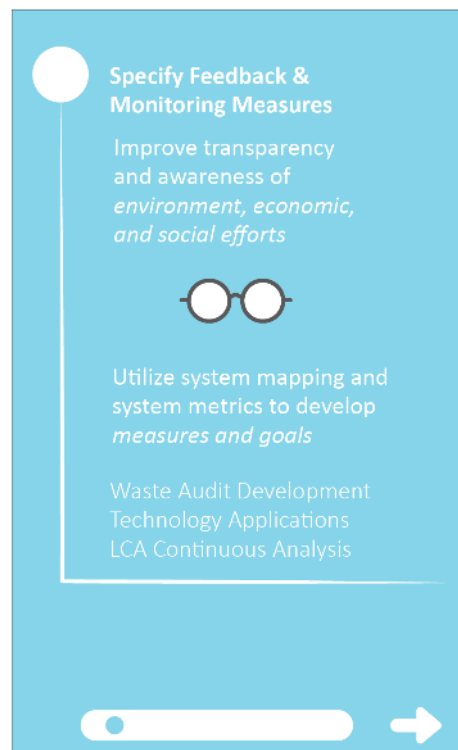 Specify Feedback &
Monitoring Measures
Improve transparency
and awareness of
environment, economic,
and social efforts
Utilize system mapping and
system metrics to develop
measures and goals
Waste Audit Development
Technology Applications
LCA Continuous Analysis